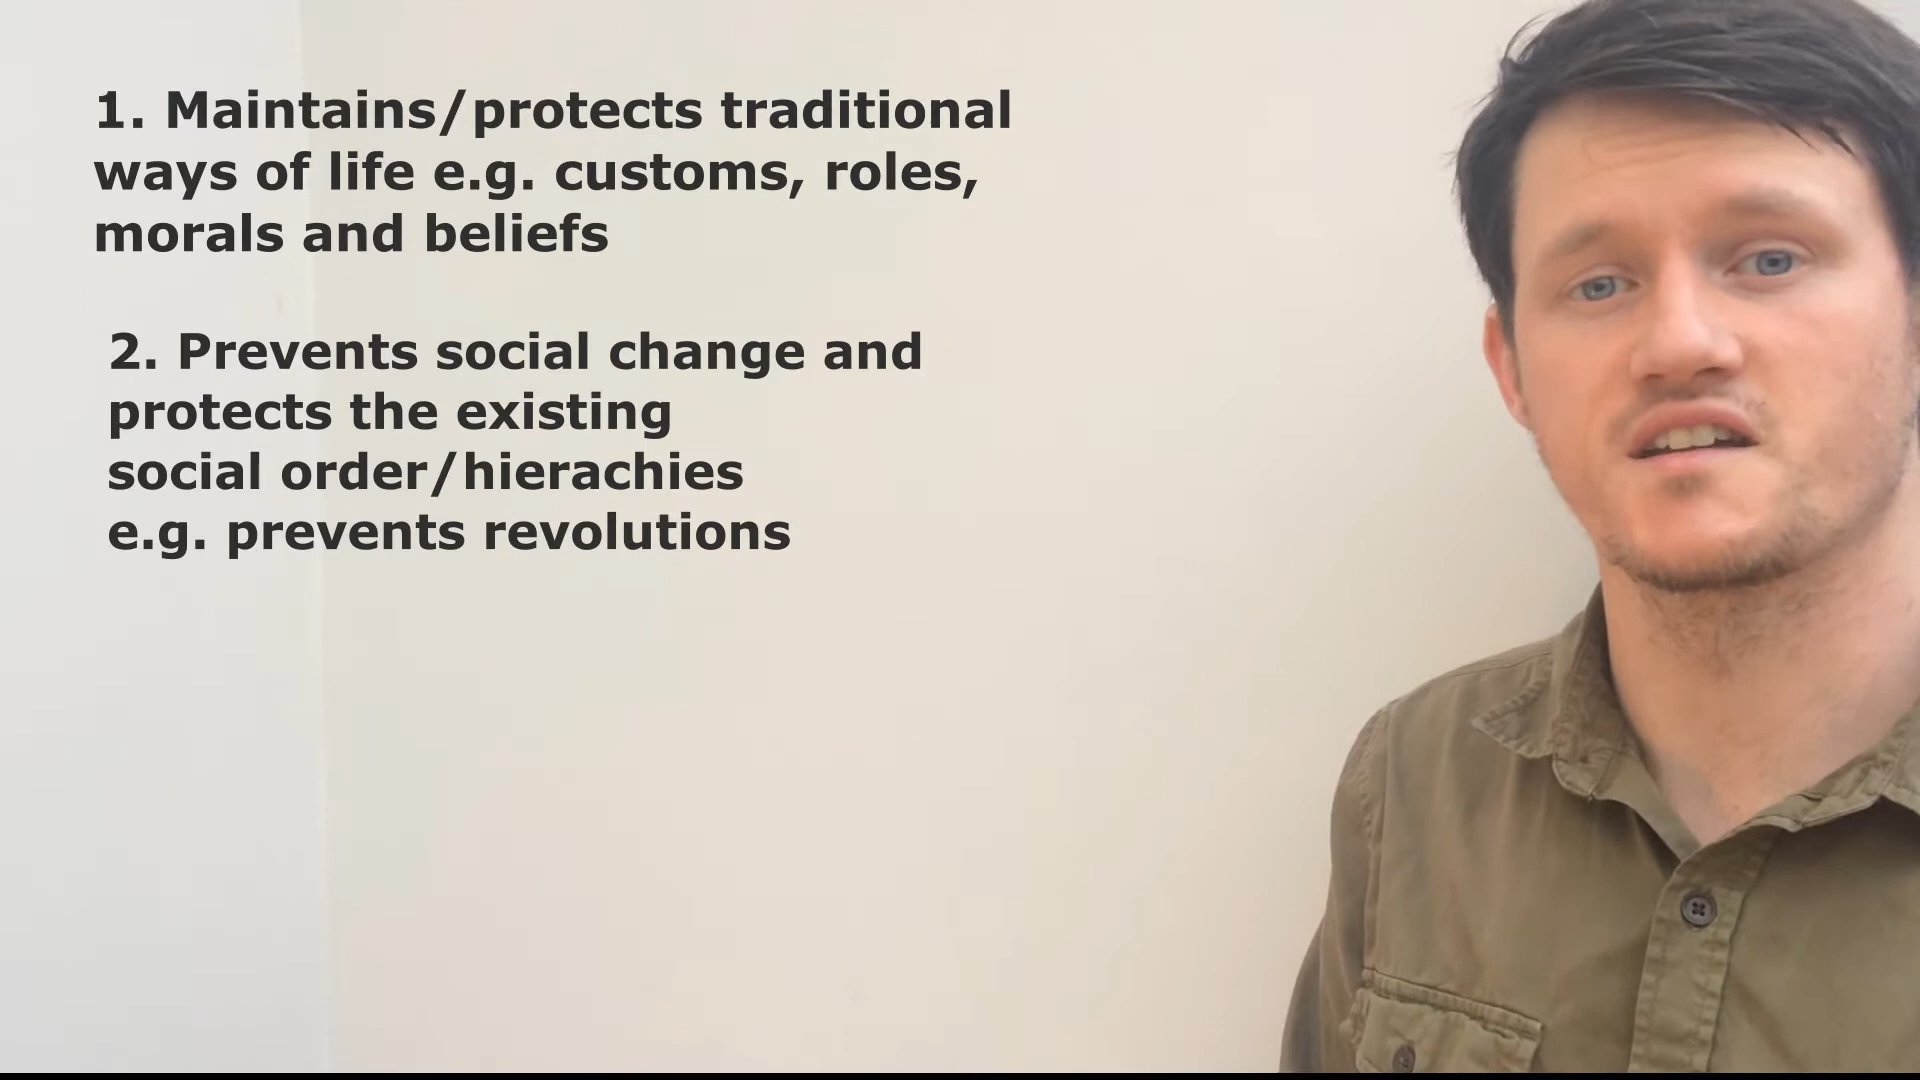 1. Maintains/protects traditional
ways of life e.g. customs, roles,
morals and beliefs
2. Prevents social change and
protects the existing
social order/hierachies
e.g. prevents revolutions